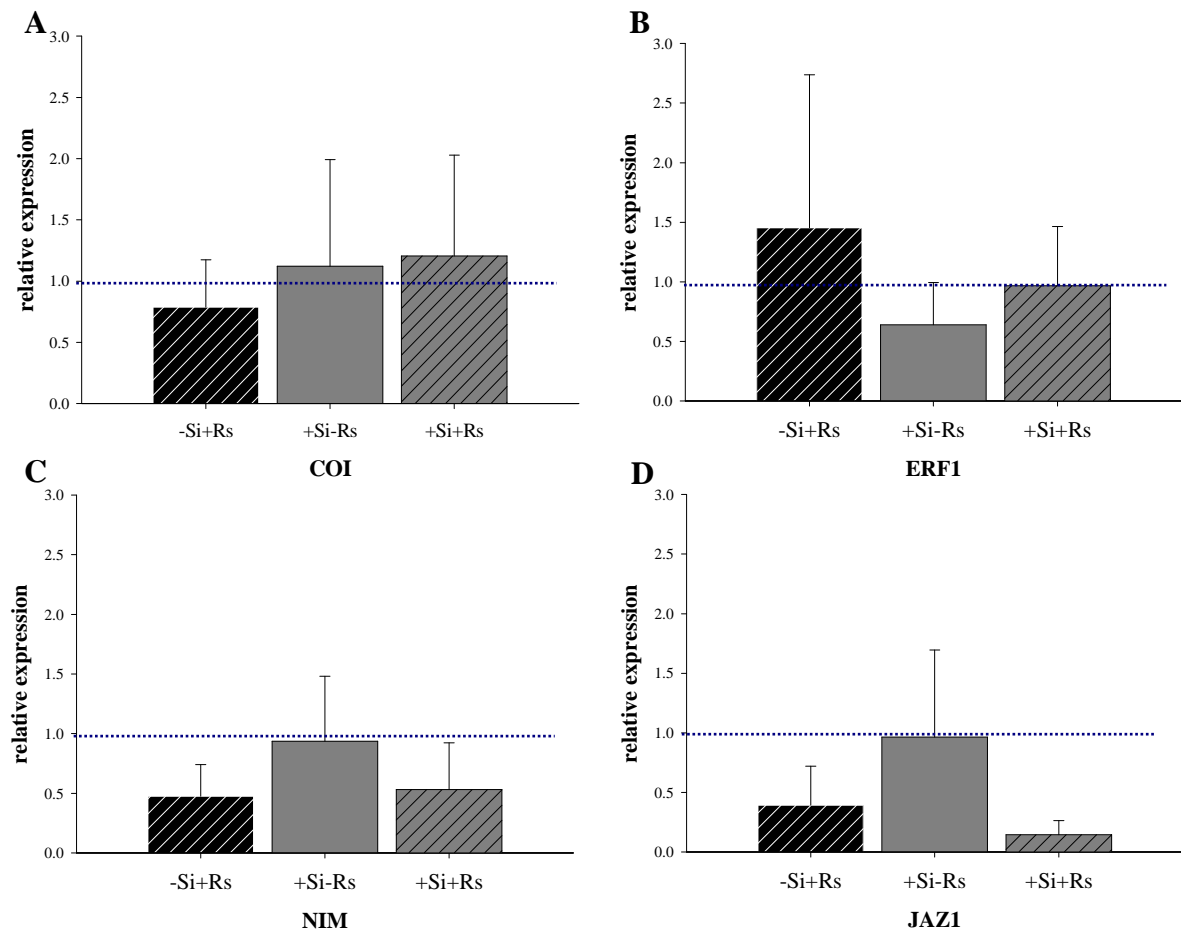 A
relative expression
3.0
2.5
2.0
1.5
1.0
0.5
0.0
-Si+Rs +Si-Rs +Si+Rs
COI
B
relative expression
3.0
2.5
2.0
1.5
1.0
0.5
0.0
-Si+Rs +Si-Rs +Si+Rs
ERF1
C
relative expression
3.0
2.5
2.0
1.5
1.0
0.5
0.0
-Si+Rs +Si-Rs +Si+Rs
NIM
D
relative expression
3.0
2.5
2.0
1.5
1.0
0.5
0.0
-Si+Rs +Si-Rs +Si+Rs
JAZ1